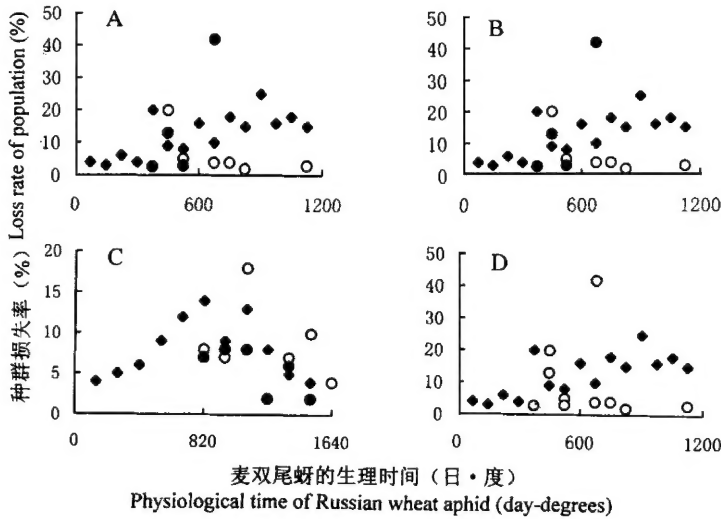 种群损失率（%） Loss rate of population (%)
A
50
40
30
20
10
0
0 600 1200
B
50
40
30
20
10
0
0 600 1200
C
20
15
10
5
0
0 820 1640
D
50
40
30
20
10
0
0 600 1200
麦双尾蚜的生理时间（日·度）
Physiological time of Russian wheat aphid (day-degrees)